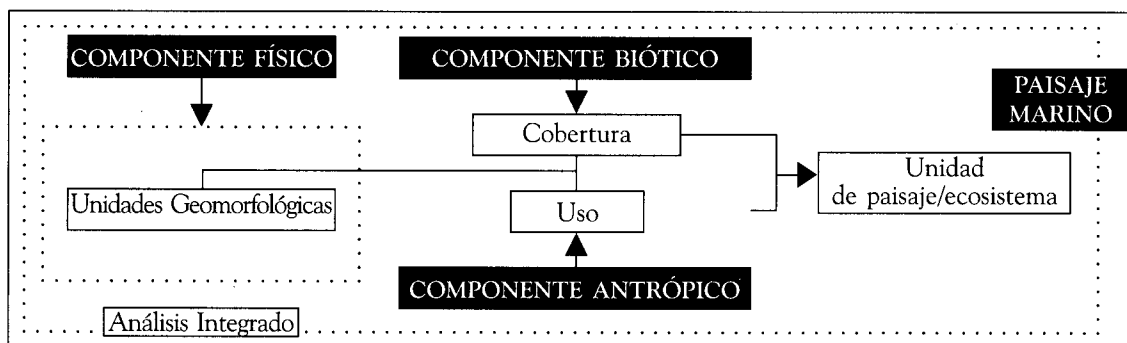 COMPONENTE FÍSICO
COMPONENTE BIÓTICO
PAISAJE
MARINO
Cobertura
Unidad
de paisaje/ecosistema
Unidades Geomorfológicas
Uso
COMPONENTE ANTRÓPICO
Análisis Integrado